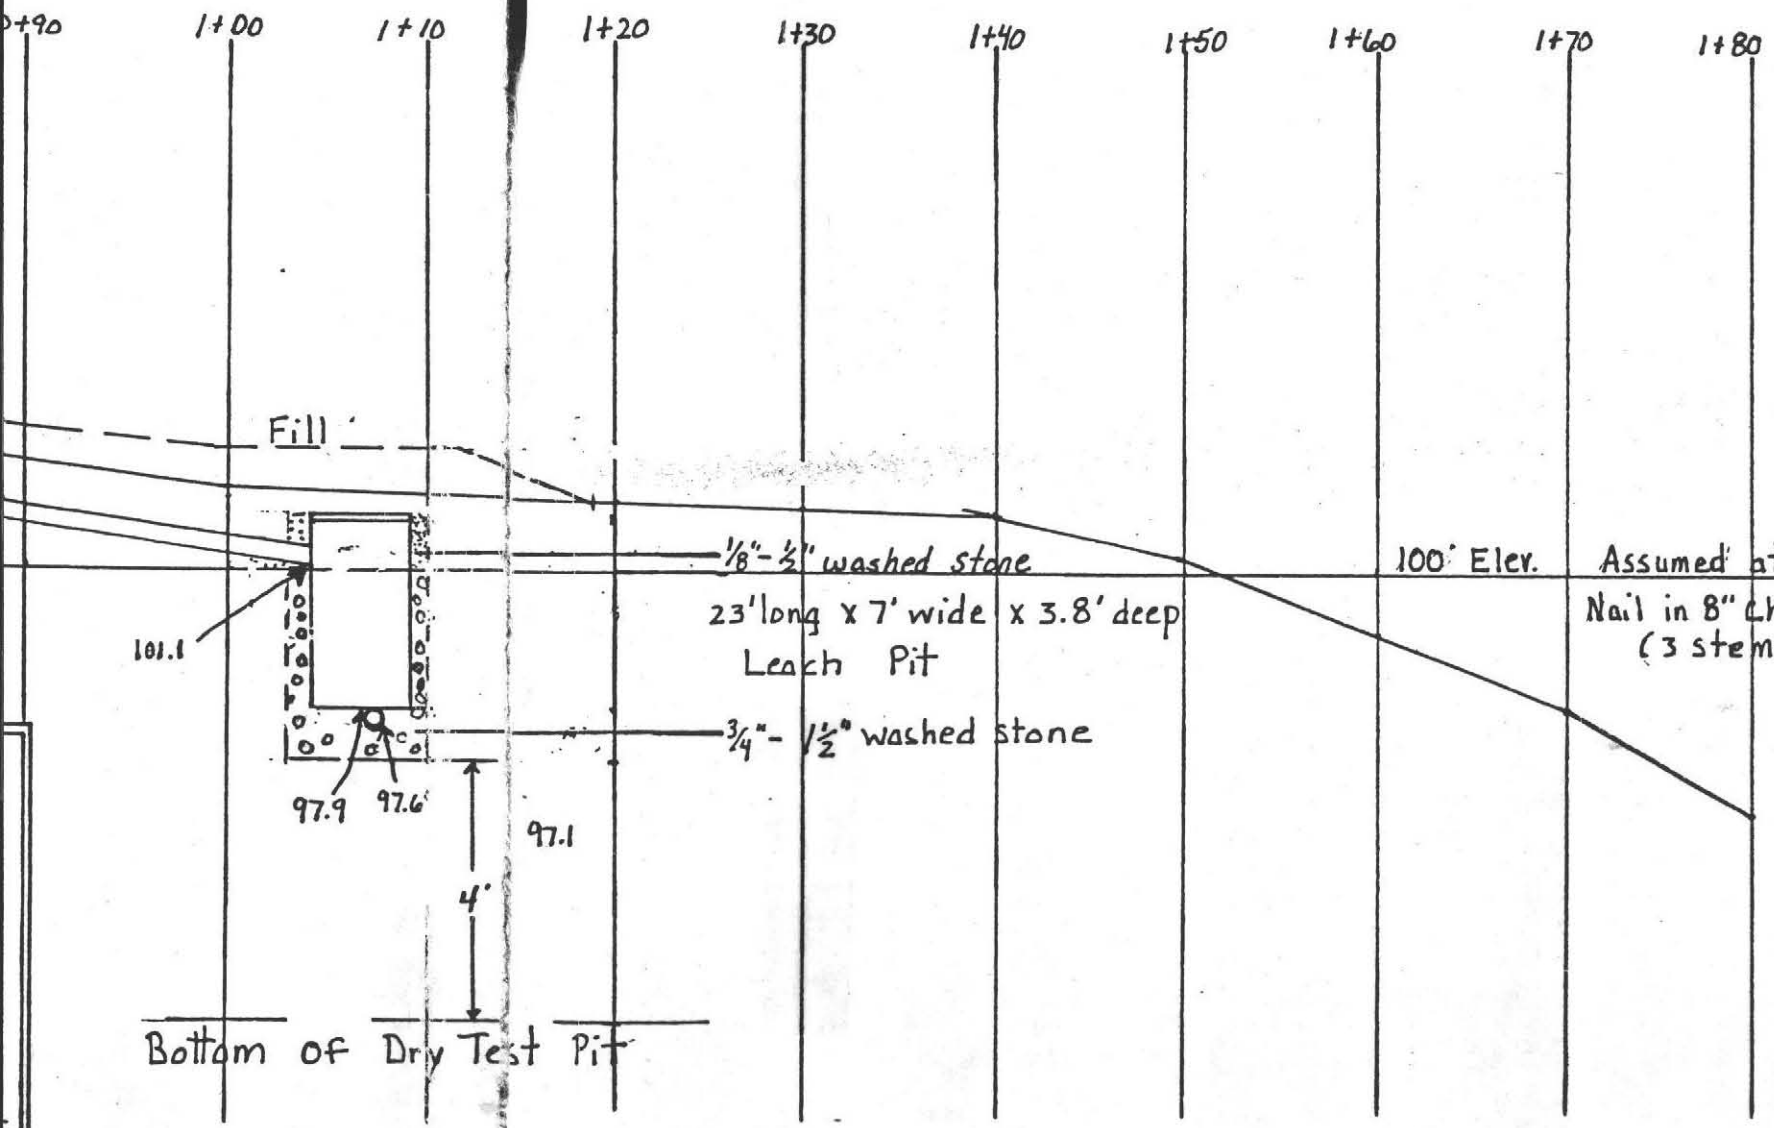 1+00 1+10 1+20 1+30 1+40 1+50 1+60 1+70 1+80
Fill
1/8"-1/2" washed stone
100' Elev. Assumed
23' long x 7' wide x 3.8' deep
Leach Pit
Nail in 8"
(3 stem
101.1
3/4"- 1 1/2" washed stone
97.9 97.6'
97.1
4'
Bottom of Dry Test Pit